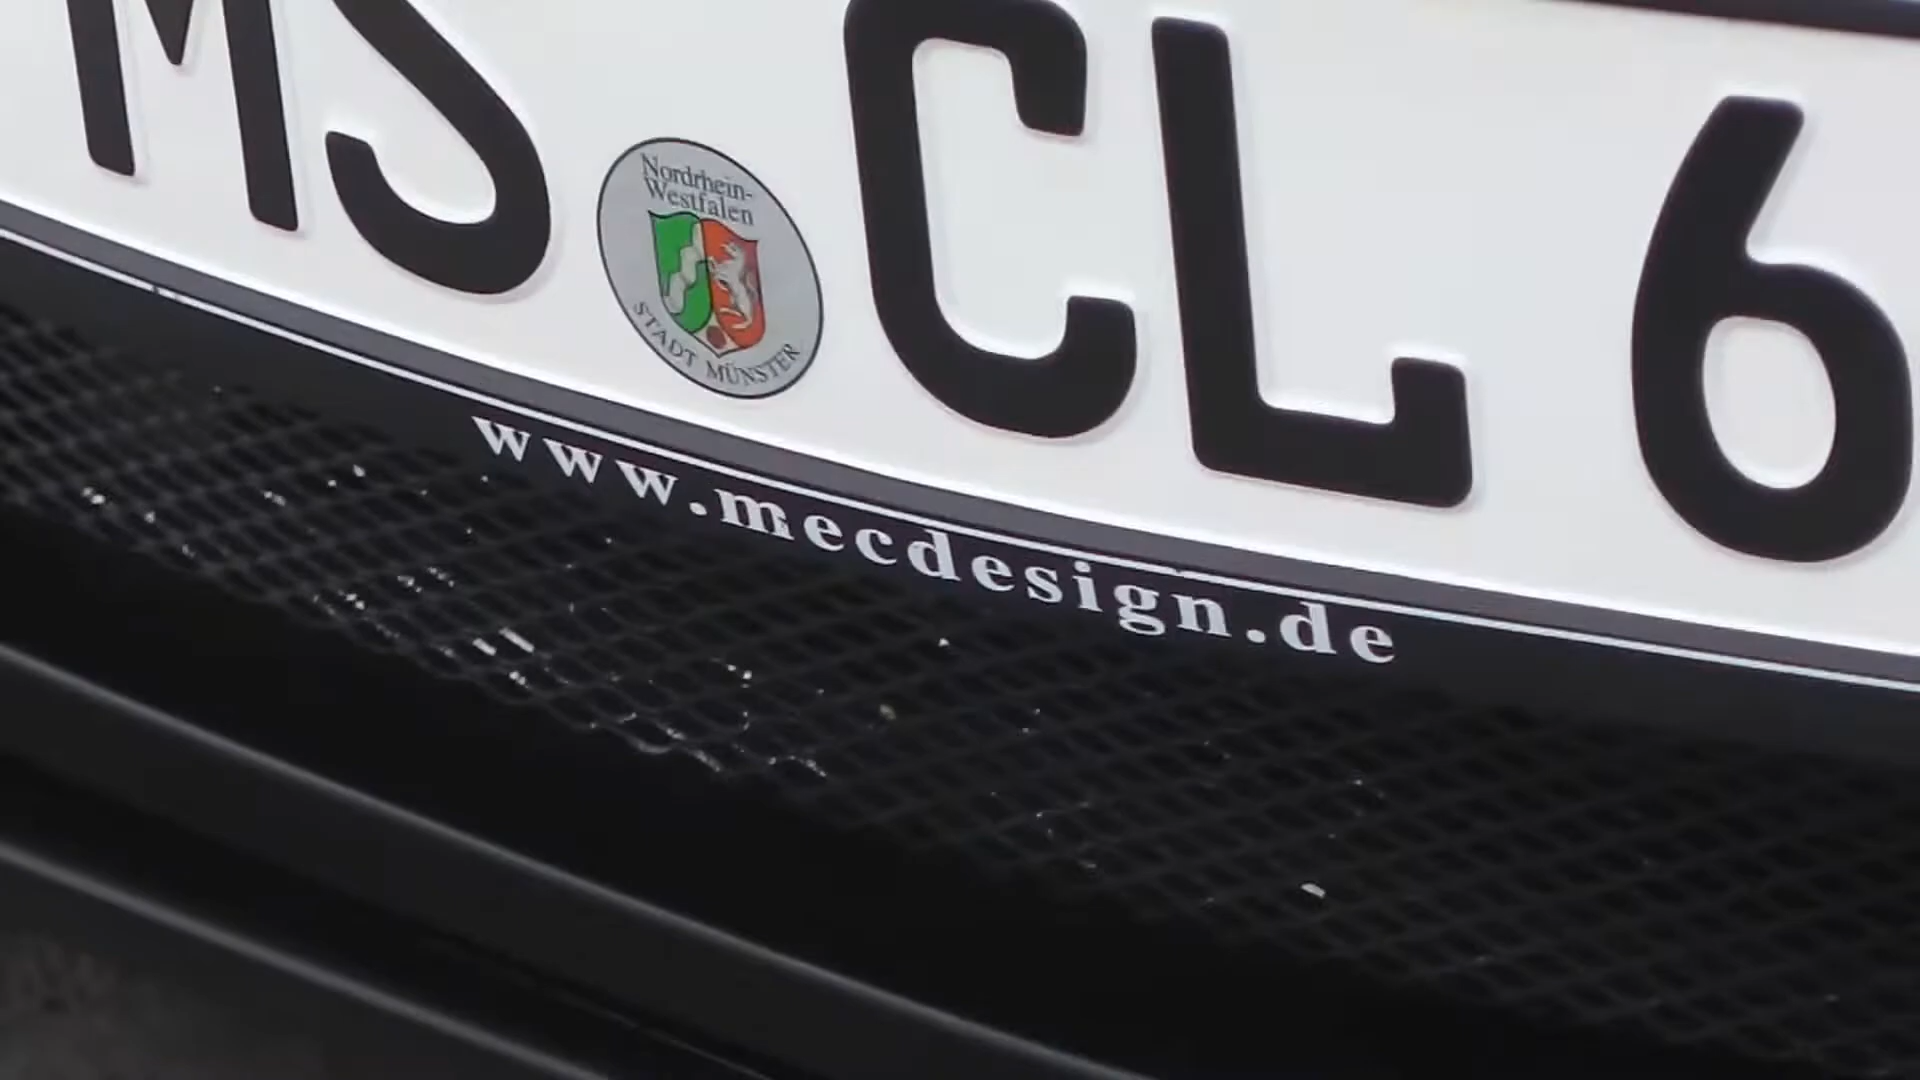 MS CL 6
Nordrhein-
Westfalen
STADT MÜNSTER
www.mecdesign.de